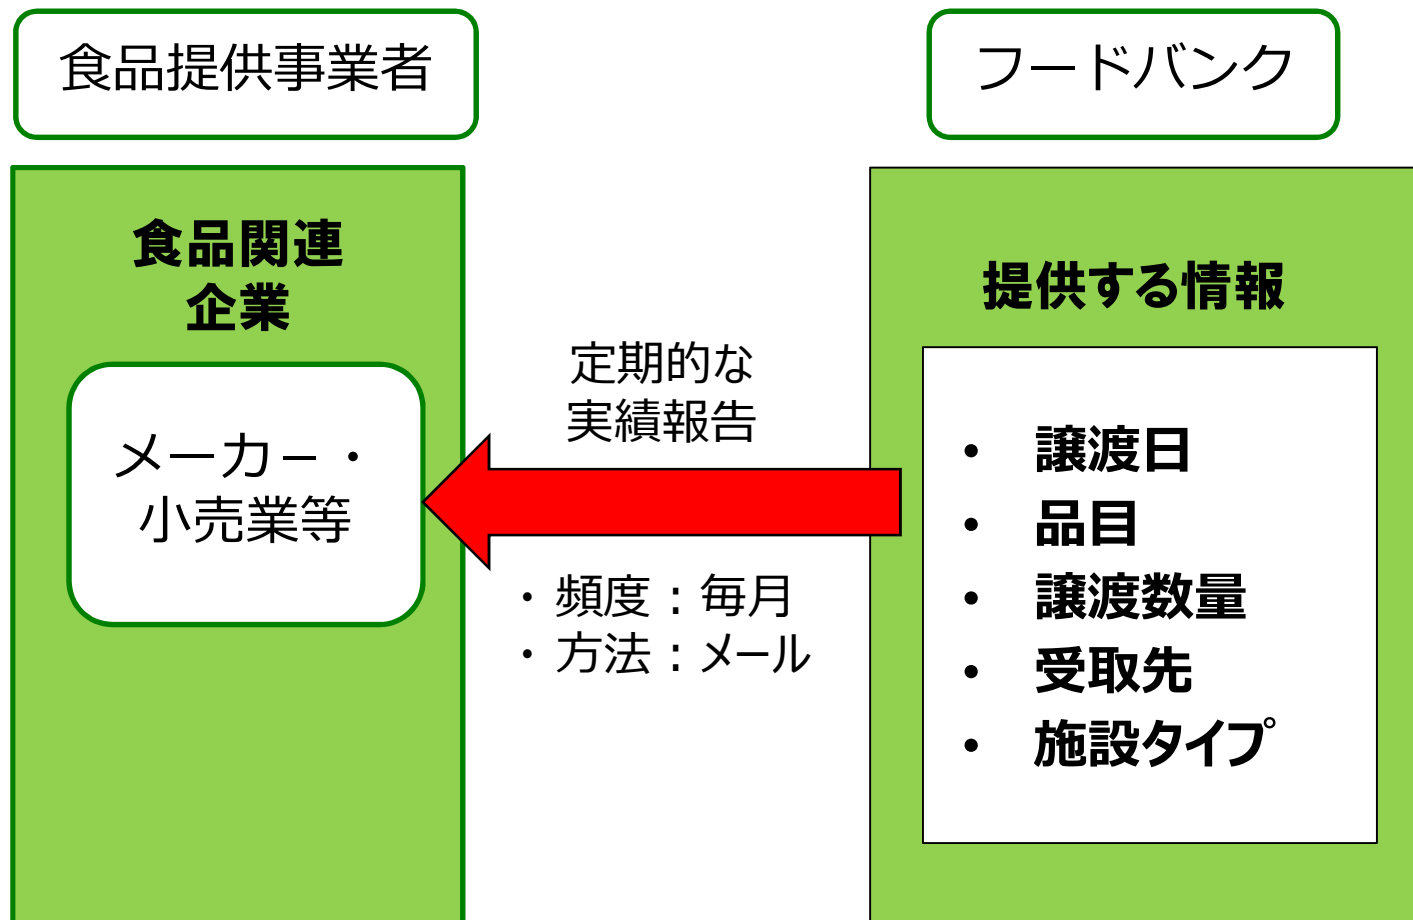 食品提供事業者
フードバンク
食品関連
企業
メーカー・
小売業等
定期的な
実績報告
・頻度：毎月
・方法：メール
提供する情報
• 譲渡日
• 品目
• 譲渡数量
• 受取先
• 施設タイプ